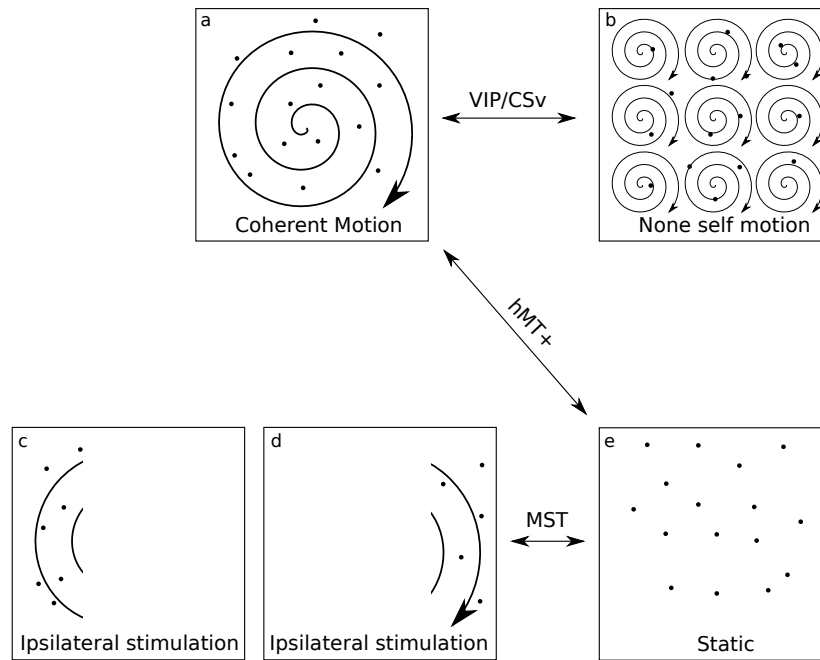 a
Coherent Motion
VIP/CSv
b
None self motion
hMT+
c
Ipsilateral stimulation
d
Ipsilateral stimulation
MST
e
Static